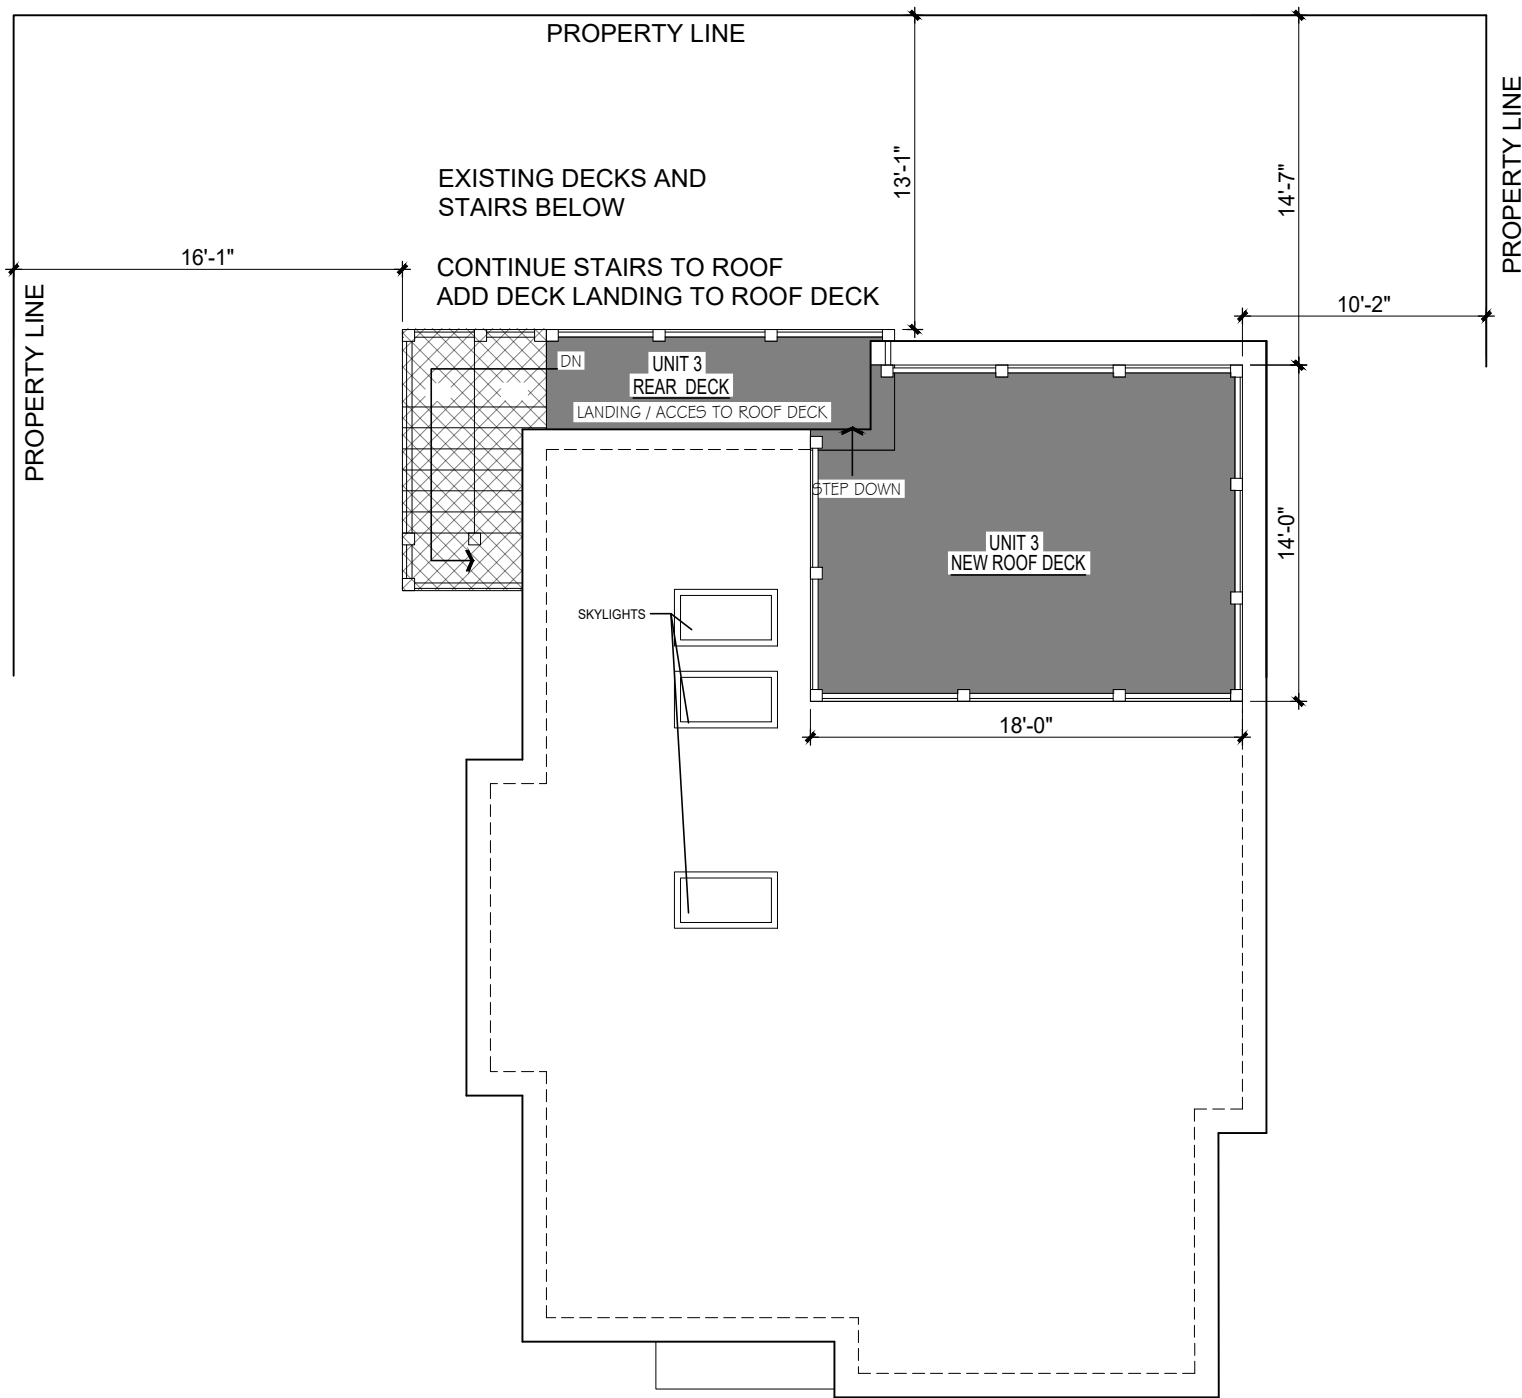 PROPERTY LINE
PROPERTY LINE
13'-1"
14'-7"
EXISTING DECKS AND
STAIRS BELOW
16'-1"
CONTINUE STAIRS TO ROOF
ADD DECK LANDING TO ROOF DECK
10'-2"
PROPERTY LINE
DN
UNIT 3
REAR DECK
LANDING / ACCES TO ROOF DECK
STEP DOWN
14'-0"
UNIT 3
NEW ROOF DECK
SKYLIGHTS
18'-0"